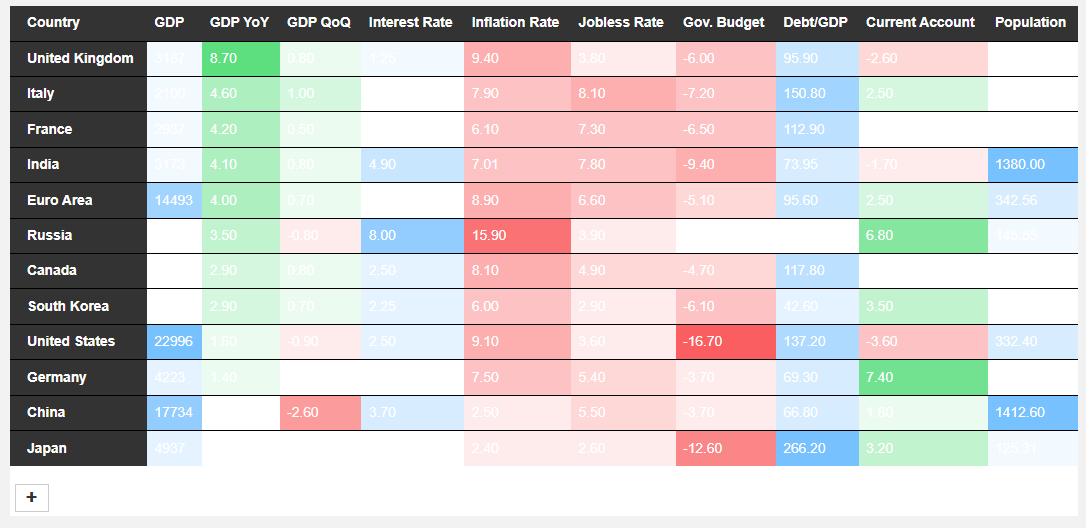 Country GDP GDP YoY GDP QoQ Interest Rate Inflation Rate Jobless Rate Gov. Budget Debt/GDP Current Account Population
United Kingdom 3187 8.70 0.80 1.25 9.40 3.80 -6.00 95.90 -2.60
Italy 2100 4.60 1.00 7.90 8.10 -7.20 150.80 2.50
France 2937 4.20 0.50 6.10 7.30 -6.50 112.90
India 3173 4.10 0.80 4.90 7.01 7.80 -9.40 73.95 -1.70 1380.00
Euro Area 14493 4.00 0.70 8.90 6.60 -5.10 95.60 2.50 342.56
Russia 3.50 -0.80 8.00 15.90 3.90 6.80 145.55
Canada 2.90 0.80 2.50 8.10 4.90 -4.70 117.80
South Korea 2.90 0.70 2.25 6.00 2.90 -6.10 42.60 3.50
United States 22996 1.60 -0.90 2.50 9.10 3.60 -16.70 137.20 -3.60 332.40
Germany 4223 1.40 7.50 5.40 -3.70 69.30 7.40
China 17734 -2.60 3.70 2.50 5.50 -3.70 66.80 1.80 1412.60
Japan 4937 2.40 2.60 -12.60 266.20 3.20 125.31
+